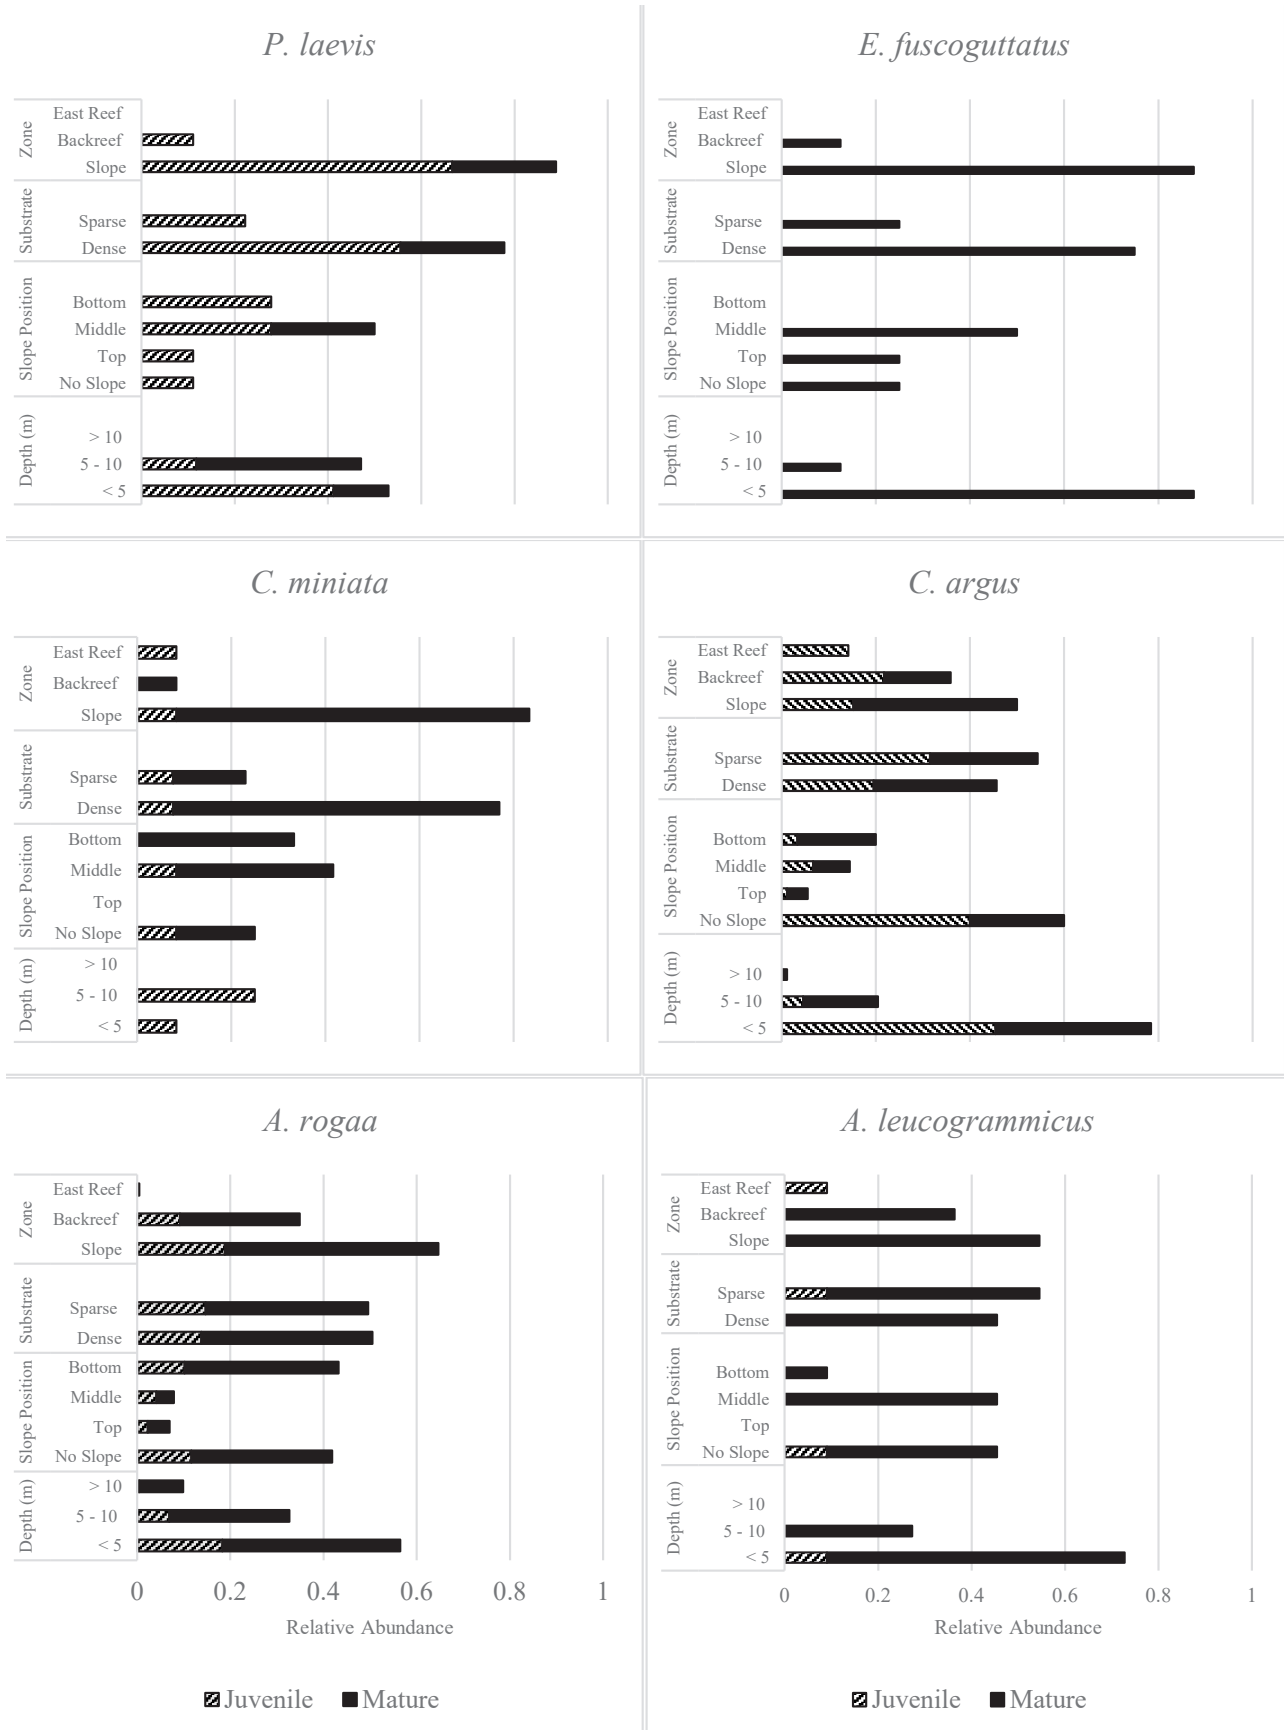 P. laevis
Zone
East Reef
Backreef
Slope
Substrate
Sparse
Dense
Slope Position
Bottom
Middle
Top
No Slope
Depth (m)
> 10
5 - 10
< 5
E. fuscoguttatus
Zone
East Reef
Backreef
Slope
Substrate
Sparse
Dense
Slope Position
Bottom
Middle
Top
No Slope
Depth (m)
> 10
5 - 10
< 5
C. miniata
Zone
East Reef
Backreef
Slope
Substrate
Sparse
Dense
Slope Position
Bottom
Middle
Top
No Slope
Depth (m)
> 10
5 - 10
< 5
C. argus
Zone
East Reef
Backreef
Slope
Substrate
Sparse
Dense
Slope Position
Bottom
Middle
Top
No Slope
Depth (m)
> 10
5 - 10
< 5
A. rogaa
Zone
East Reef
Backreef
Slope
Substrate
Sparse
Dense
Slope Position
Bottom
Middle
Top
No Slope
Depth (m)
> 10
5 - 10
< 5
0 0.2 0.4 0.6 0.8 1
Relative Abundance
Juvenile Mature
A. leucogrammicus
Zone
East Reef
Backreef
Slope
Substrate
Sparse
Dense
Slope Position
Bottom
Middle
Top
No Slope
Depth (m)
> 10
5 - 10
< 5
0 0.2 0.4 0.6 0.8 1
Relative Abundance
Juvenile Mature